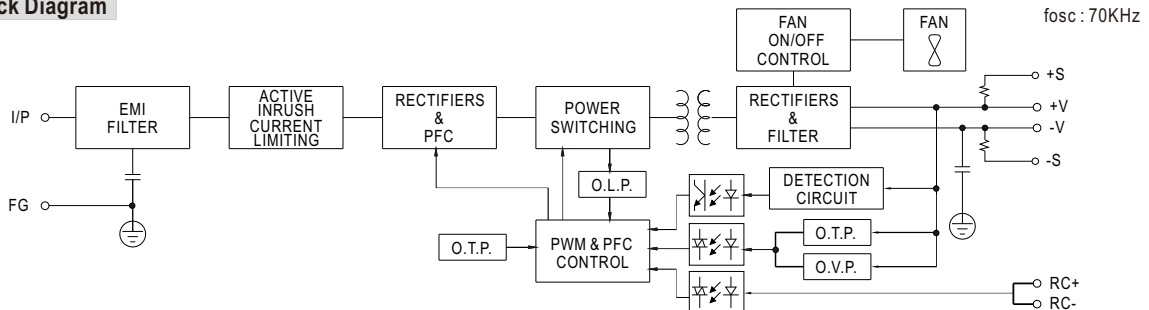 ck Diagram
fosc : 70KHz
FAN
ON/OFF
CONTROL
FAN
+S
I/P
EMI
FILTER
ACTIVE
INRUSH
CURRENT
LIMITING
RECTIFIERS
&
PFC
POWER
SWITCHING
RECTIFIERS
&
FILTER
+V
-V
-S
O.L.P.
DETECTION
CIRCUIT
FG
O.T.P.
PWM & PFC
CONTROL
O.T.P.
O.V.P.
RC+
RC-